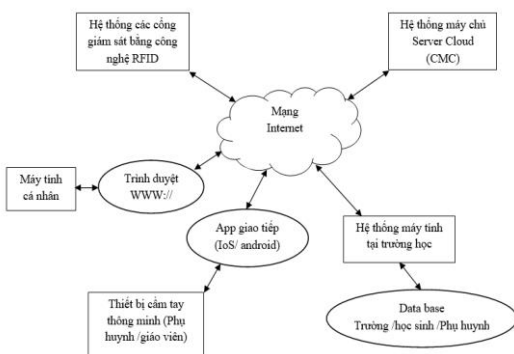 Hệ thống các cổng
giám sát bằng công
nghệ RFID
Hệ thống máy chủ
Server Cloud
(CMC)
Mạng
Internet
Máy tính
cá nhân
Trình duyệt
WWW://
App giao tiếp
(IoS/ android)
Hệ thống máy tính
tại trường học
Thiết bị cầm tay
thông minh (Phụ
huynh /giáo viên)
Data base
Trường /học sinh /Phụ huynh